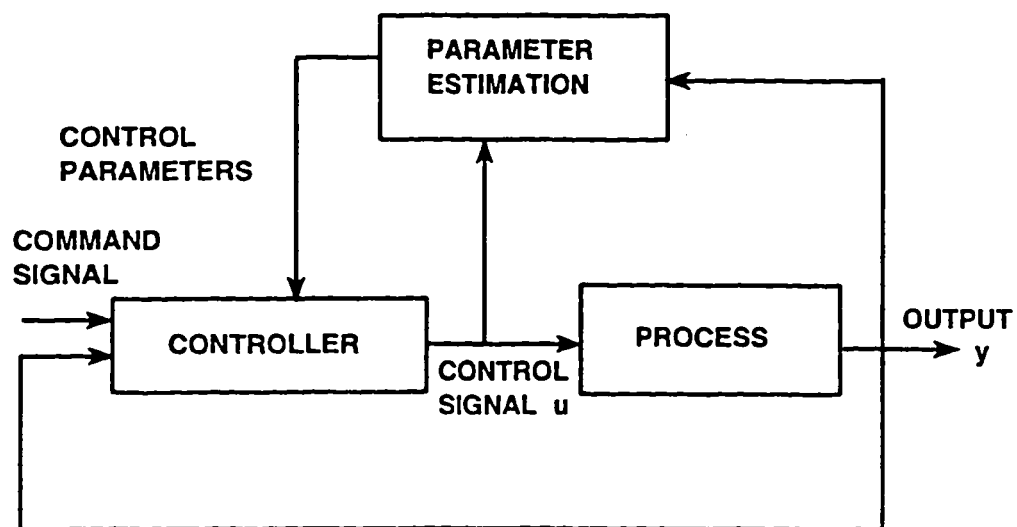 PARAMETER
ESTIMATION
CONTROL
PARAMETERS
COMMAND
SIGNAL
CONTROLLER
PROCESS
OUTPUT
y
CONTROL
SIGNAL u